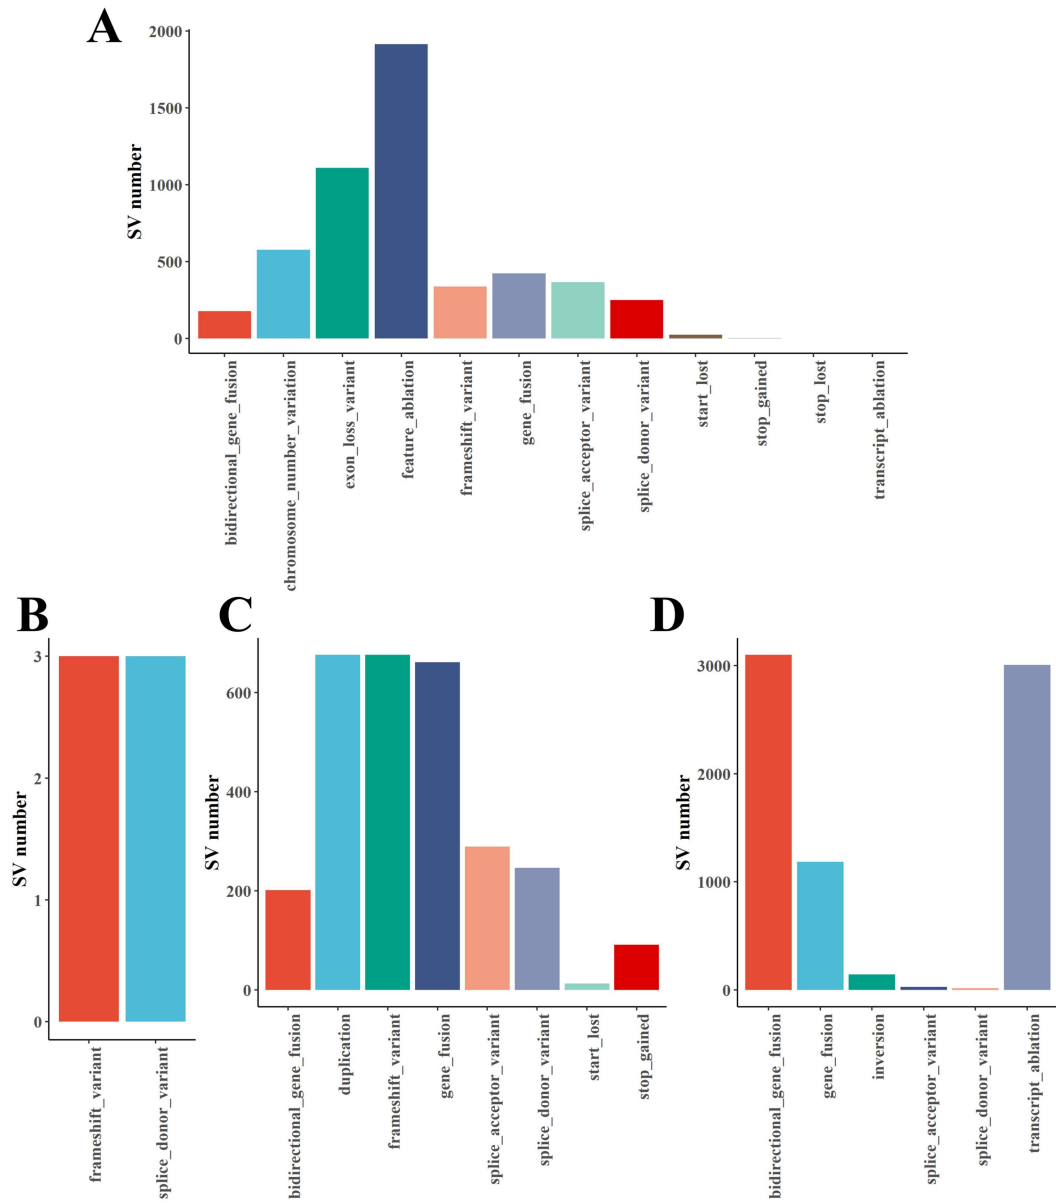 A
2000
1500
1000
500
0
SV number
bidirectional_gene_fusion
chromosome_number_variation
exon_loss_variant
feature_ablation
frameshift_variant
gene_fusion
splice_acceptor_variant
splice_donor_variant
start_lost
stop_gained
stop_lost
transcript_ablation
B
3
2
1
0
SV number
frameshift_variant
splice_donor_variant
C
600
400
200
0
SV number
bidirectional_gene_fusion
duplication
frameshift_variant
gene_fusion
splice_acceptor_variant
splice_donor_variant
start_lost
stop_gained
D
3000
2000
1000
0
SV number
bidirectional_gene_fusion
gene_fusion
inversion
splice_acceptor_variant
splice_donor_variant
transcript_ablation